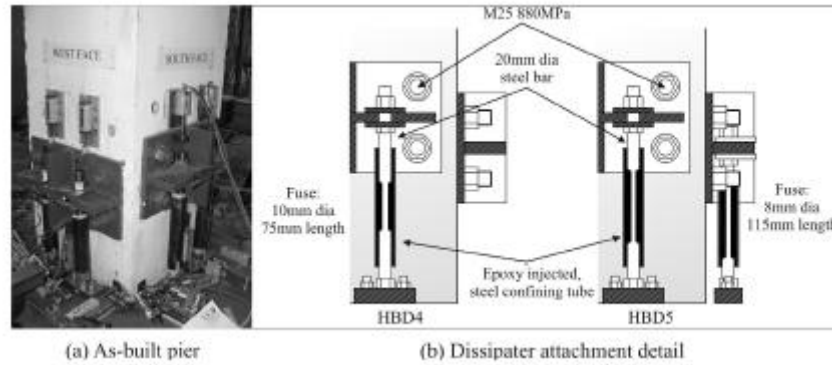 WEST FACE
SOUTH FACE
M25 880MPa
20mm dia
steel bar
Fuse:
10mm dia
75mm length
Fuse:
8mm dia
115mm length
Epoxy injected,
steel confining tube
HBD4
HBD5
(a) As-built pier
(b) Dissipater attachment detail